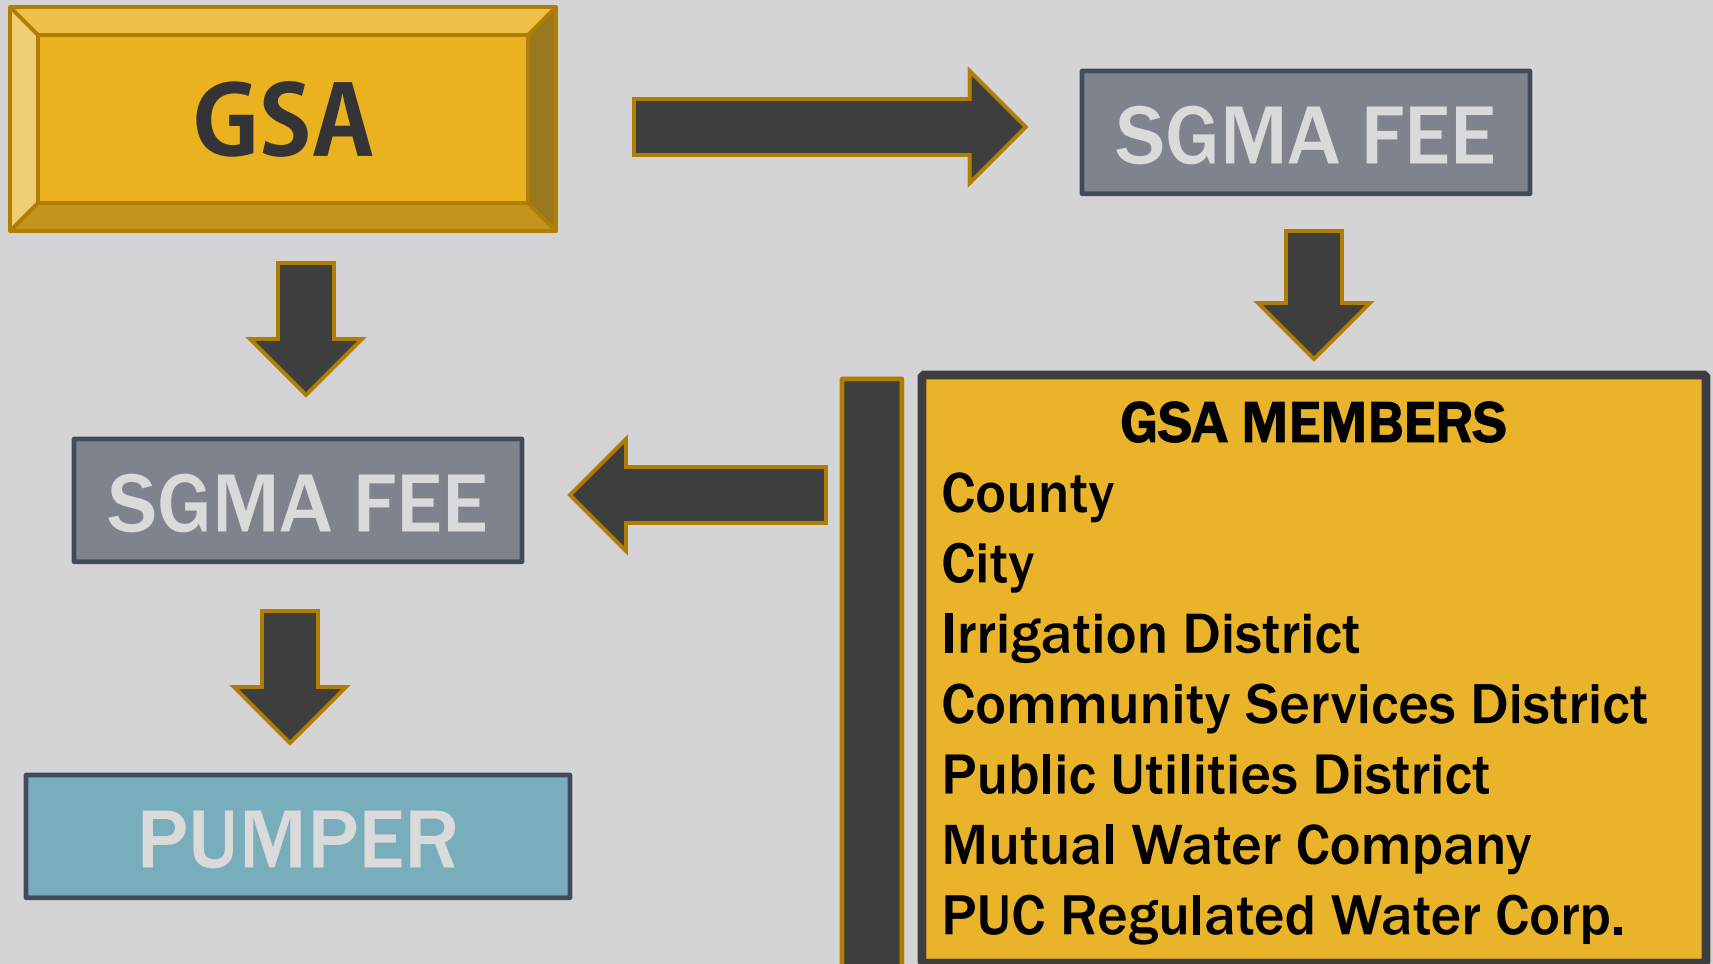 GSA
SGMA FEE
SGMA FEE
PUMPER
GSA MEMBERS
County
City
Irrigation District
Community Services District
Public Utilities District
Mutual Water Company
PUC Regulated Water Corp.